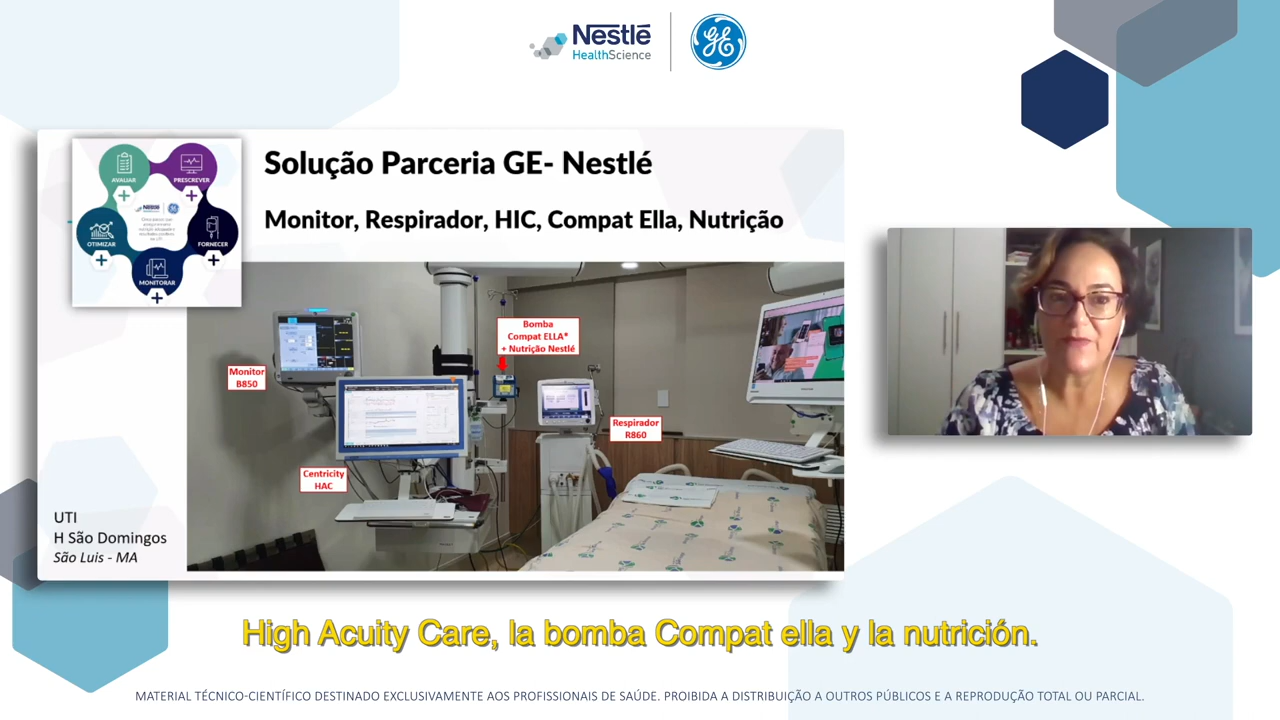 Nestlé
HealthScience
GE
Solução Parceria GE- Nestlé
Monitor, Respirador, HIC, Compat Ella, Nutrição
AVALIAR
PRESCREVER
OTIMIZAR
FORNECER
MONITORAR
Bomba
Compat ELLA®
+ Nutrição Nestlé
Monitor
B850
Respirador
R860
Centricity
HAC
UTI
H São Domingos
São Luis - MA
High Acuity Care, la bomba Compat ella y la nutrición.
MATERIAL TÉCNICO-CIENTÍFICO DESTINADO EXCLUSIVAMENTE AOS PROFISSIONAIS DE SAÚDE. PROIBIDA A DISTRIBUIÇÃO A OUTROS PÚBLICOS E A REPRODUÇÃO TOTAL OU PARCIAL.